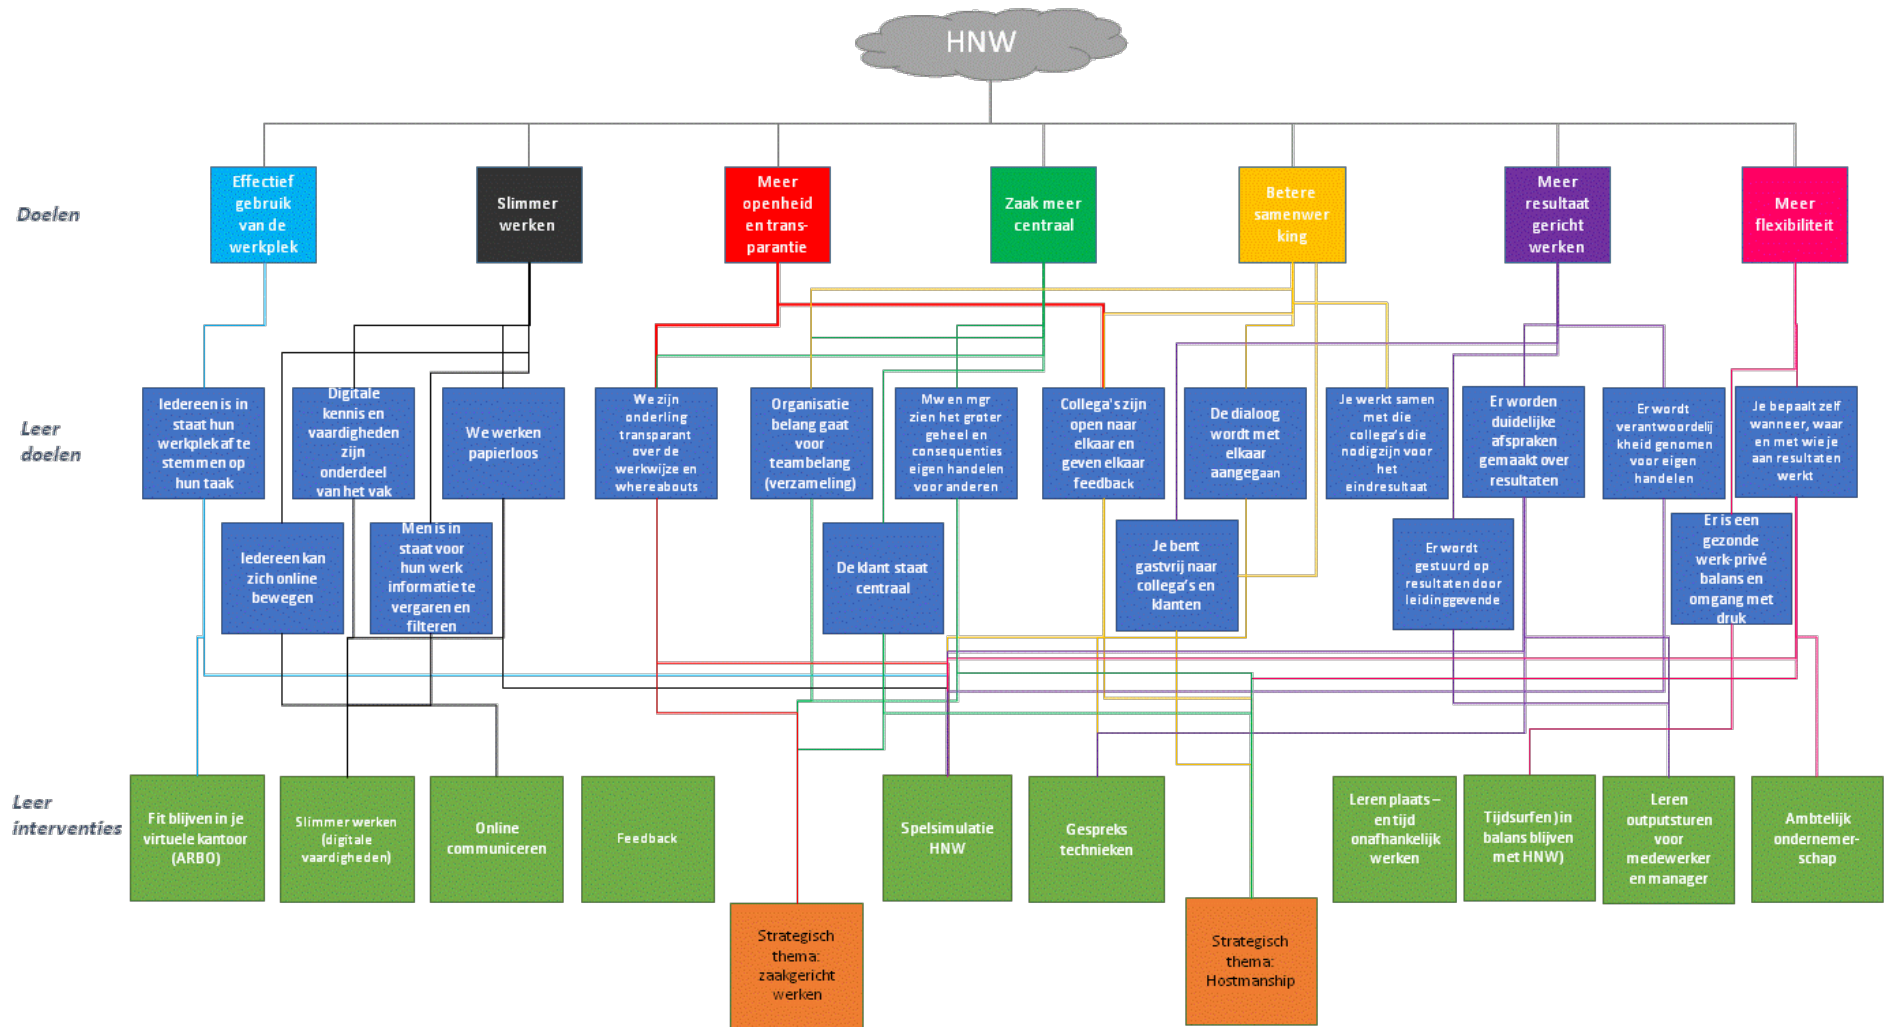 HNW
Doelen
Effectief
gebruik
van de
werkplek
Slimmer
werken
Meer
openheid
en trans-
parantie
Zaak meer
centraal
Betere
samenwer
king
Meer
resultaat
gericht
werken
Meer
flexibiliteit
Leer
doelen
Iedereen is in
staat hun
werkplek af te
stemmen op
hun taak
Digitale
kennis en
vaardigheden
zijn
onderdeel
van het vak
We werken
papierloos
We zijn
onderling
transparant
over de
werkwijze en
whereabouts
Organisatie
belang gaat
voor
teambelang
(verzameling)
Mw en mgr
zien het groter
geheel en
consequenties
eigen handelen
voor anderen
Collega's zijn
open naar
elkaar en
geven elkaar
feedback
De dialoog
wordt met
elkaar
aangegaan
Je werkt samen
met die
collega's die
nodig zijn voor
het
eindresultaat
Er worden
duidelijke
afspraken
gemaakt over
resultaten
Er wordt
verantwoordelij
kheid genomen
voor eigen
handelen
Je bepaalt zelf
wanneer, waar
en met wie je
aan resultaten
werkt
Iedereen kan
zich online
bewegen
Men is in
staat voor
hun werk
informatie te
vergaren en
filteren
De klant staat
centraal
Je bent
gastvrij naar
collega's en
klanten
Er wordt
gestuurd op
resultaten door
leidinggevende
Er is een
gezonde
werk-privé
balans en
omgang met
druk
Leer
interventies
Fit blijven in je
virtuele kantoor
(ARBO)
Slimmer werken
(digitale
vaardigheden)
Online
communiceren
Feedback
Spelsimulatie
HNW
Gespreks
technieken
Leren plaats –
en tijd
onafhankelijk
werken
Tijdsurfen )in
balans blijven
met HNW)
Leren
outputsturen
voor
medewerker
en manager
Ambtelijk
ondernemer-
schap
Strategisch
thema:
zaakgericht
werken
Strategisch
thema:
Hostmanship